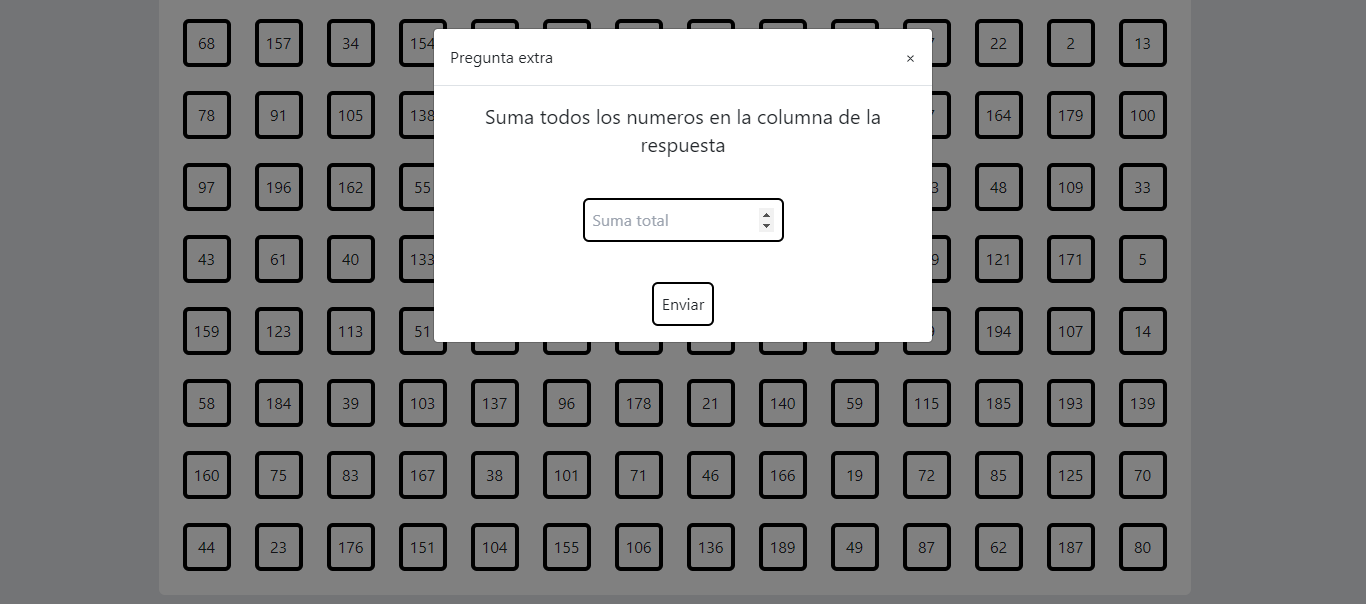 68 157 34 154 22 2 13
Pregunta extra ×
78 91 105 138 164 179 100
Suma todos los numeros en la columna de la
respuesta
97 196 162 55 48 109 33
Suma total
43 61 40 133 121 171 5
Enviar
159 123 113 51 194 107 14
58 184 39 103 137 96 178 21 140 59 115 185 193 139
160 75 83 167 38 101 71 46 166 19 72 85 125 70
44 23 176 151 104 155 106 136 189 49 87 62 187 80